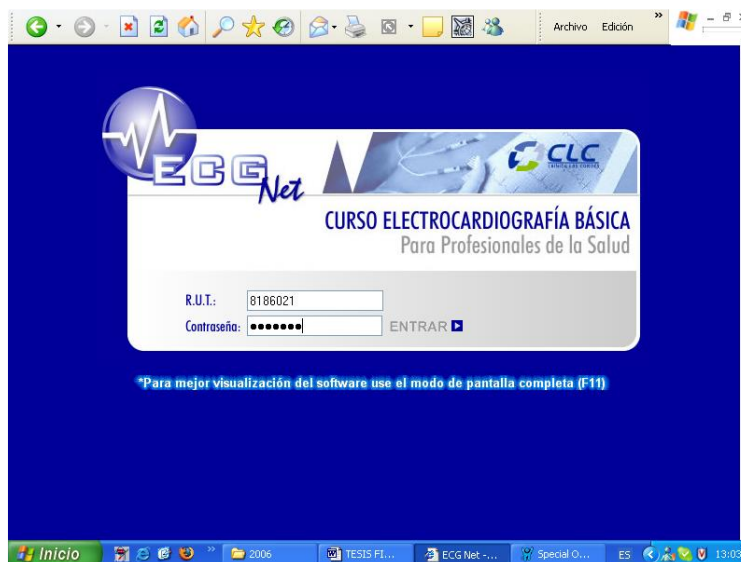 Archivo Edición »
ECG Net
CLC
CURSO ELECTROCARDIOGRAFÍA BÁSICA
Para Profesionales de la Salud
R.U.T.: 8186021
Contraseña: ●●●●●●● ENTRAR
*Para mejor visualización del software use el modo de pantalla completa (F11)
Inicio » 2006 TESIS FI... ECG Net -... Special O... ES 13:03